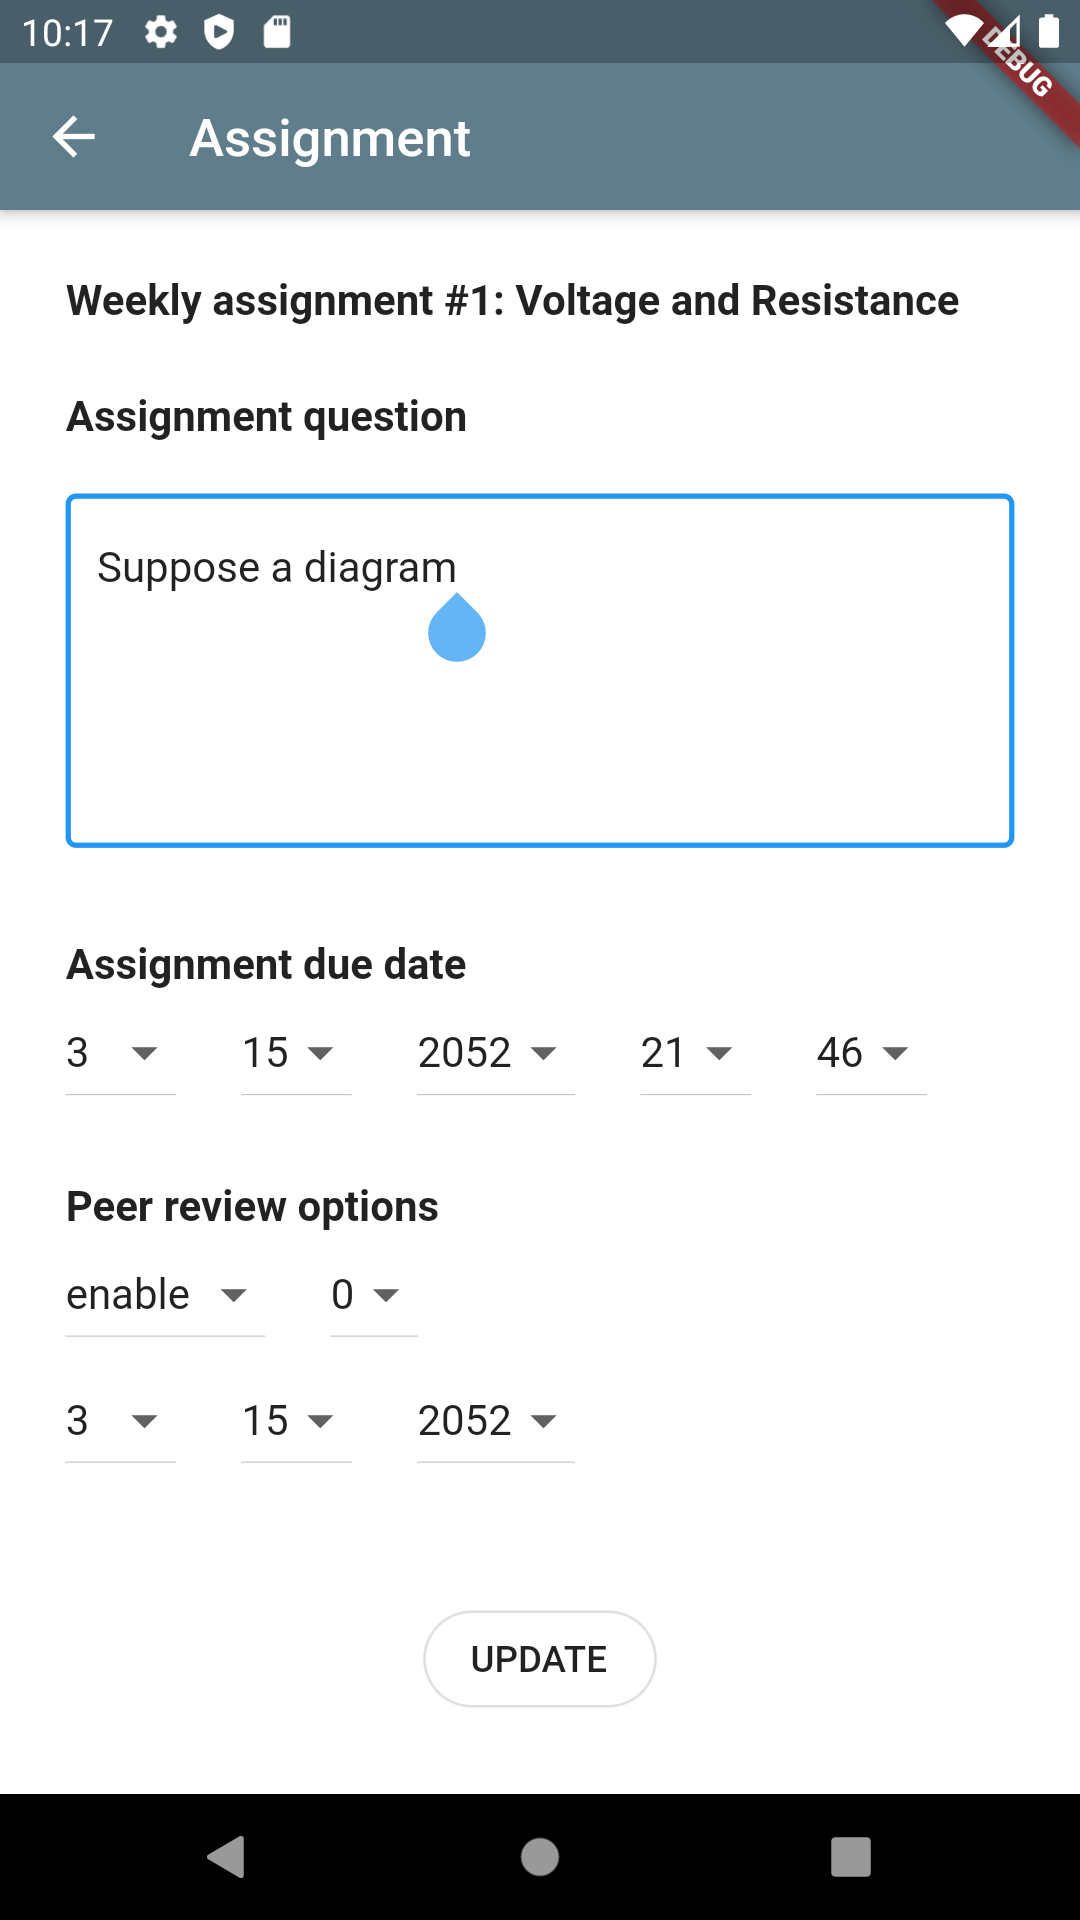 10:17
DEBUG
Assignment
Weekly assignment #1: Voltage and Resistance
Assignment question
Suppose a diagram
Assignment due date
3 15 2052 21 46
Peer review options
enable 0
3 15 2052
UPDATE